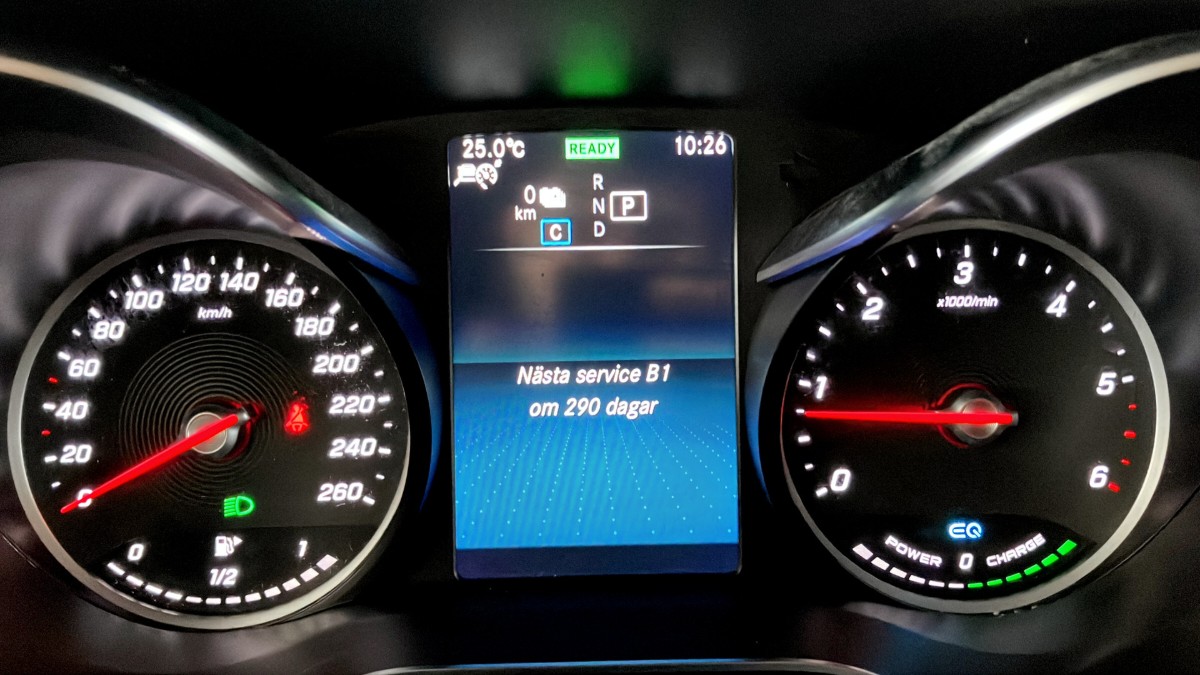 25.0°C READY 10:26
0 km
R
N P
D
C
Nästa service B1
om 290 dagar
0
20
40
60
80
100
120
140
160
180
200
220
240
260
km/h
0 1/2 1
0
1
2
3
4
5
6
x1000/min
EQ
POWER 0 CHARGE